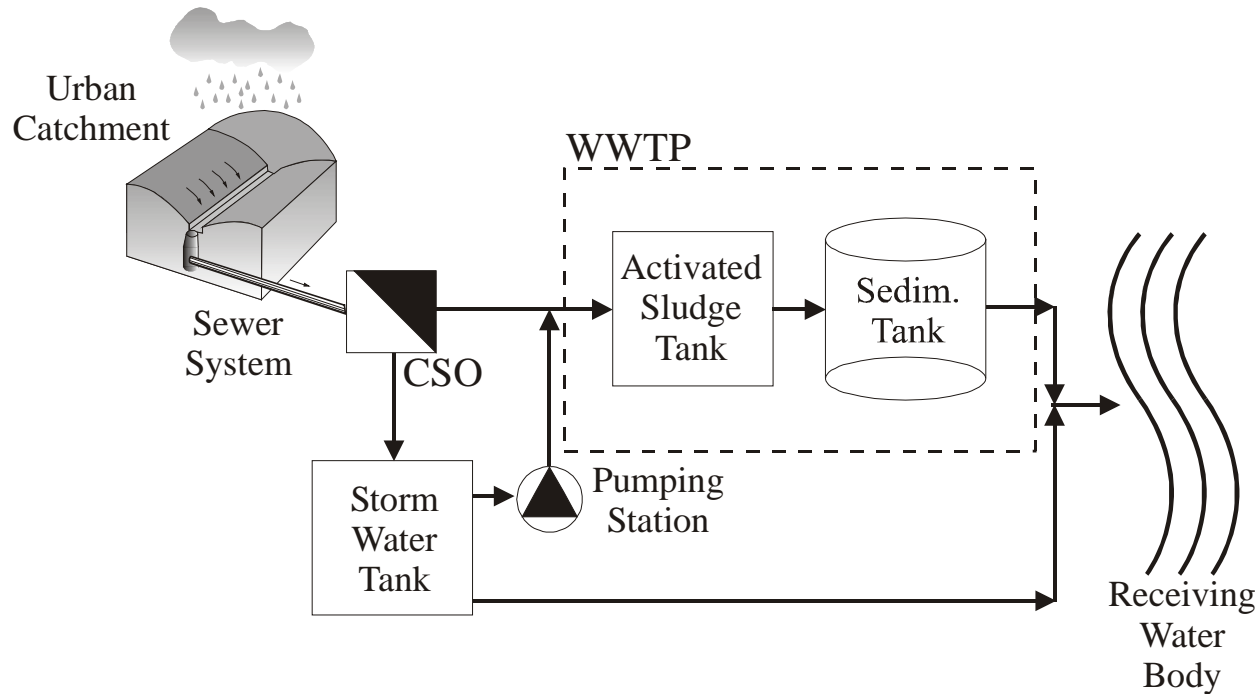 Urban
Catchment
WWTP
Activated
Sludge
Tank
Sedim.
Tank
Sewer
System
CSO
Storm
Water
Tank
Pumping
Station
Receiving
Water
Body